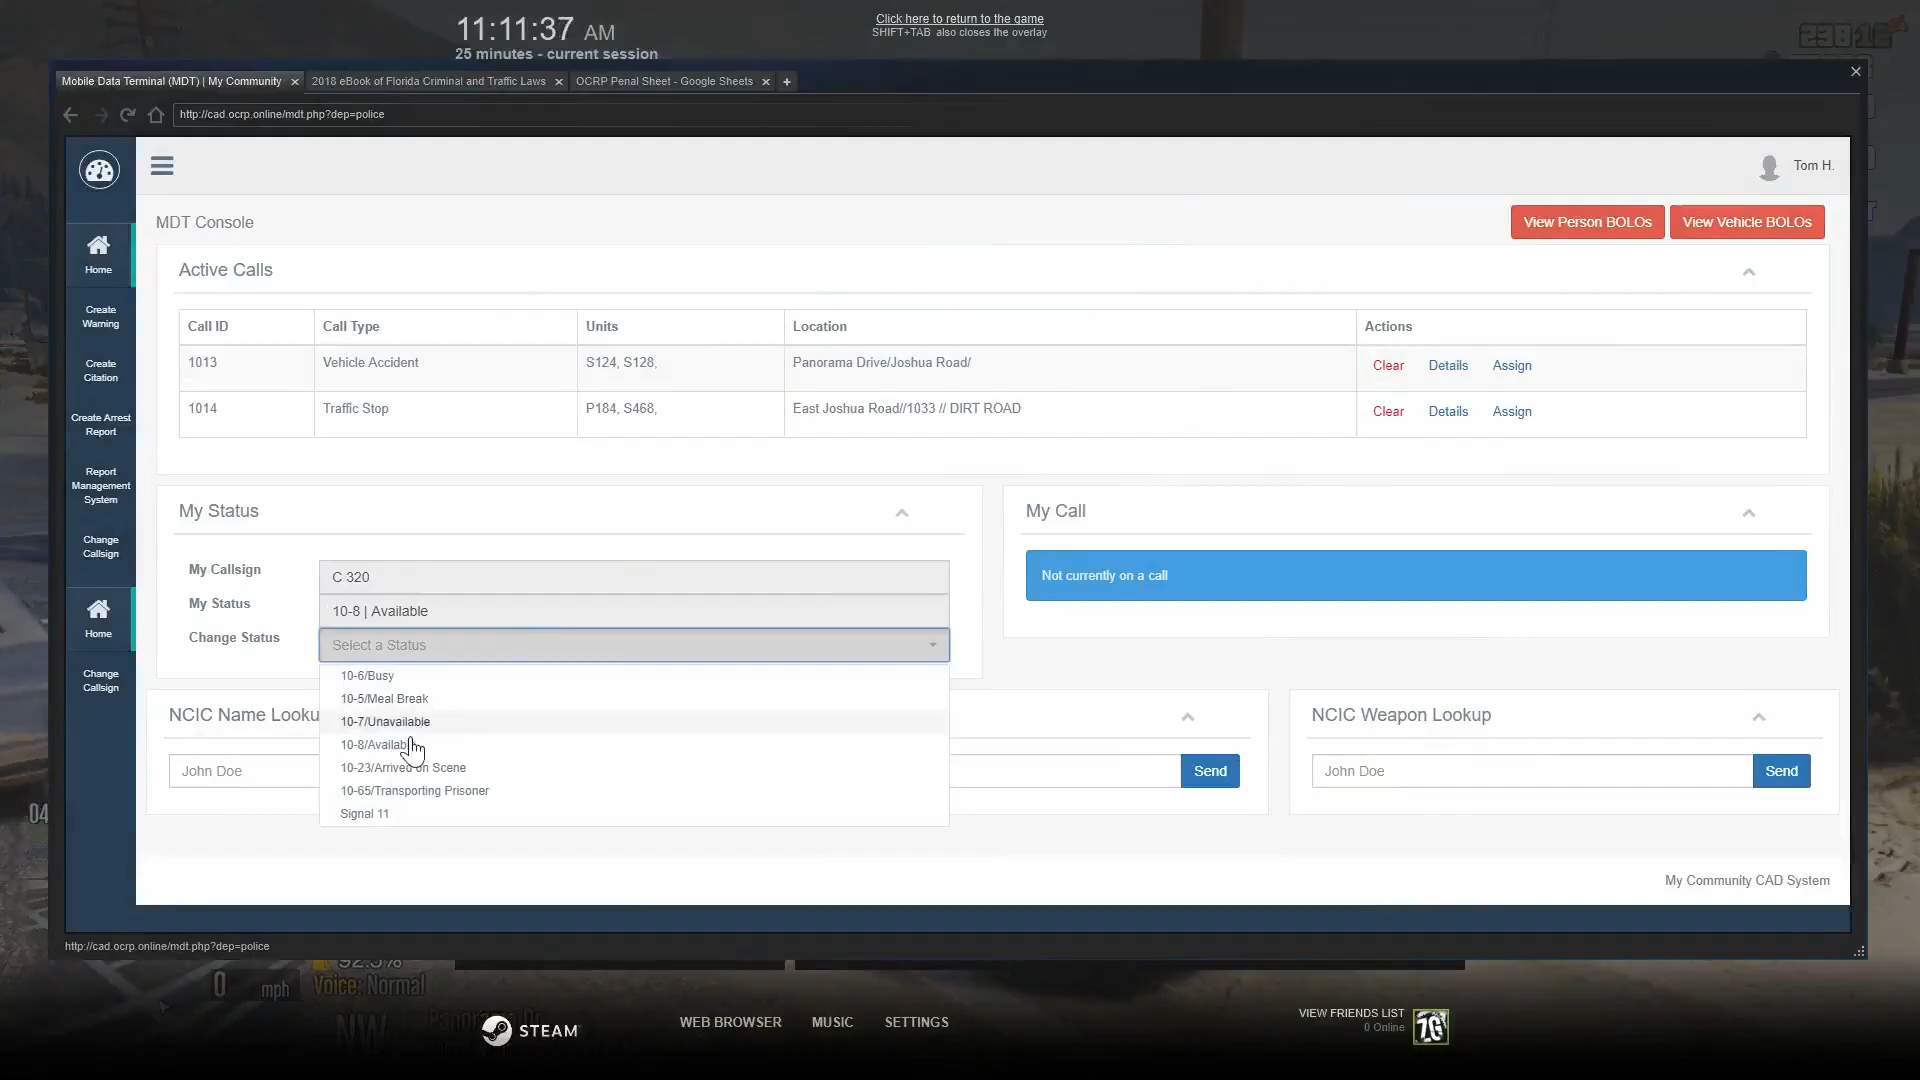 11:11:37 AM
25 minutes - current session
Click here to return to the game
SHIFT+TAB also closes the overlay
Mobile Data Terminal (MDT) | My Community
2018 eBook of Florida Criminal and Traffic Laws
OCRP Penal Sheet - Google Sheets
http://cad.ocrp.online/mdt.php?dep=police
Tom H.
MDT Console
View Person BOLOs
View Vehicle BOLOs
Home
Create Warning
Create Citation
Create Arrest Report
Report Management System
Change Callsign
Home
Change Callsign
Active Calls
Call ID Call Type Units Location Actions
1013 Vehicle Accident S124, S128, Panorama Drive/Joshua Road/ Clear Details Assign
1014 Traffic Stop P184, S468, East Joshua Road//1033 // DIRT ROAD Clear Details Assign
My Status
My Callsign C 320
My Status 10-8 | Available
Change Status Select a Status
10-6/Busy
10-5/Meal Break
10-7/Unavailable
10-8/Available
10-23/Arrived on Scene
10-65/Transporting Prisoner
Signal 11
My Call
Not currently on a call
NCIC Name Looku
John Doe
Send
NCIC Weapon Lookup
John Doe Send
My Community CAD System
http://cad.ocrp.online/mdt.php?dep=police
0 mph
Voice: Normal
NW
STEAM
WEB BROWSER MUSIC SETTINGS
VIEW FRIENDS LIST
0 Online